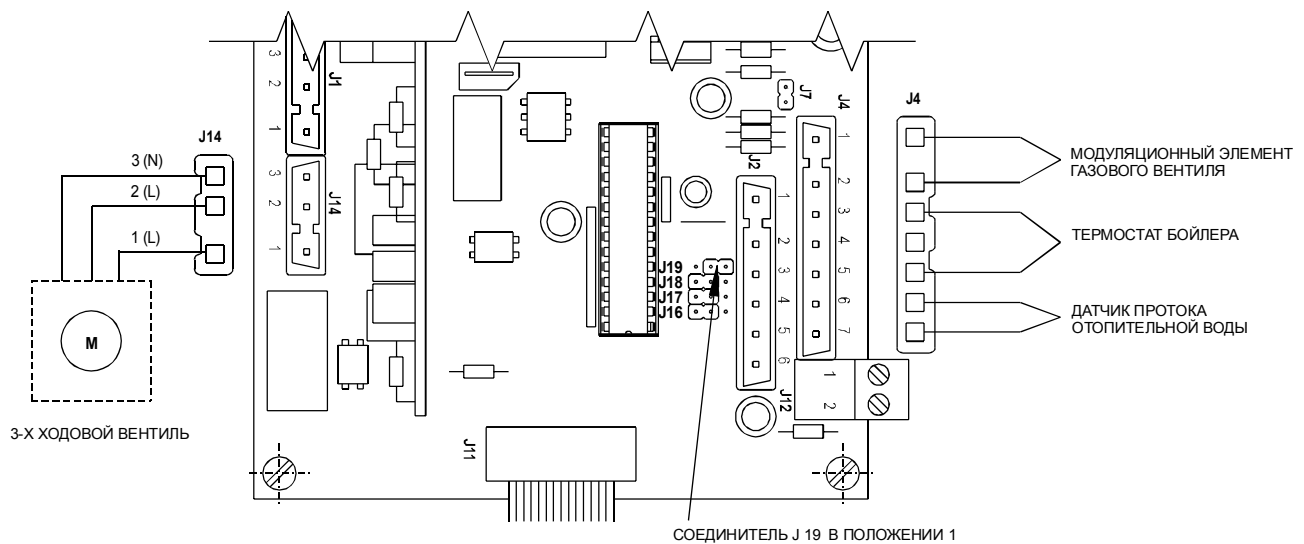 3
2
1
J1
J7
J4
J4
1
J14
3 (N)
2 (L)
1 (L)
3
2
1
J14
J2
1
2
3
4
5
6
1
2
3
4
5
6
7
МОДУЛЯЦИОННЫЙ ЭЛЕМЕНТ
ГАЗОВОГО ВЕНТИЛЯ
ТЕРМОСТАТ БОЙЛЕРА
ДАТЧИК ПРОТОКА
ОТОПИТЕЛЬНОЙ ВОДЫ
J19
J18
J17
J16
M
3-Х ХОДОВОЙ ВЕНТИЛЬ
1
2
J12
J11
СОЕДИНИТЕЛЬ J 19 В ПОЛОЖЕНИИ 1